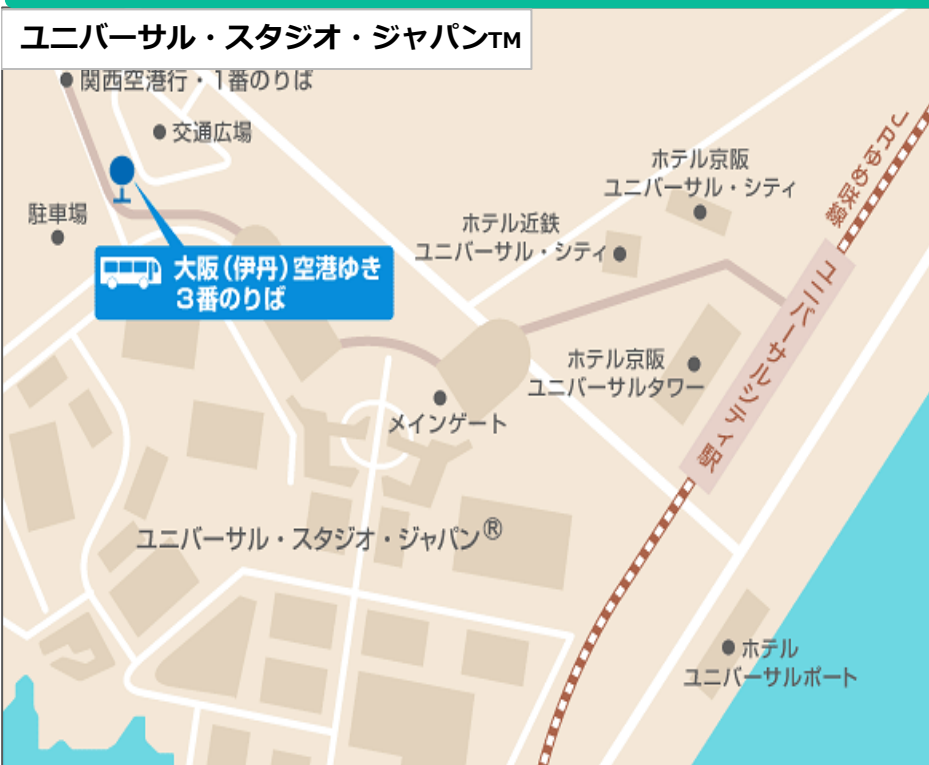 ユニバーサル・スタジオ・ジャパンTM
関西空港行・1番のりば
交通広場
駐車場
大阪(伊丹)空港ゆき
3番のりば
ホテル京阪
ユニバーサル・シティ
ホテル近鉄
ユニバーサル・シティ
JRゆめ咲線
ユニバーサルシティ駅
ホテル京阪
ユニバーサルタワー
メインゲート
ユニバーサル・スタジオ・ジャパン®
ホテル
ユニバーサルポート